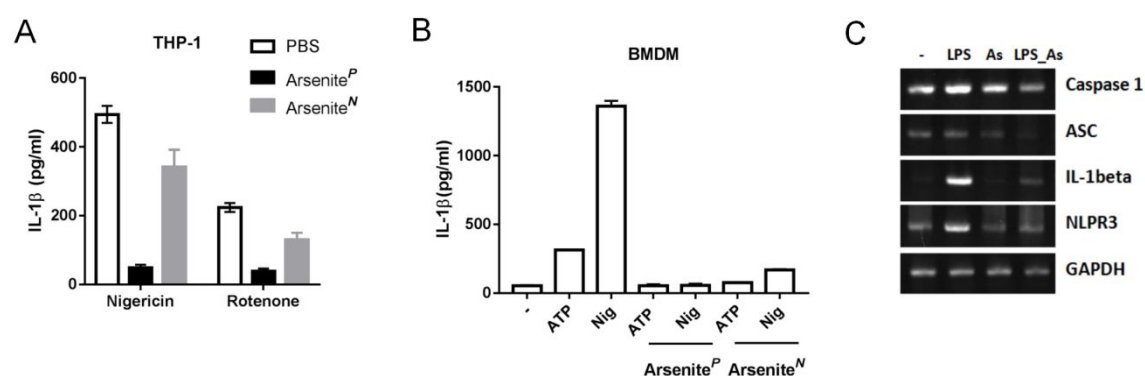 A
THP-1
PBS
Arsenite^P
Arsenite^N
IL-1β (pg/ml)
600
400
200
0
Nigericin
Rotenone
B
BMDM
IL-1β(pg/ml)
1500
1000
500
0
-
ATP
Nig
ATP
Nig
ATP
Nig
Arsenite^P
Arsenite^N
C
- LPS As LPS_As
Caspase 1
ASC
IL-1beta
NLPR3
GAPDH